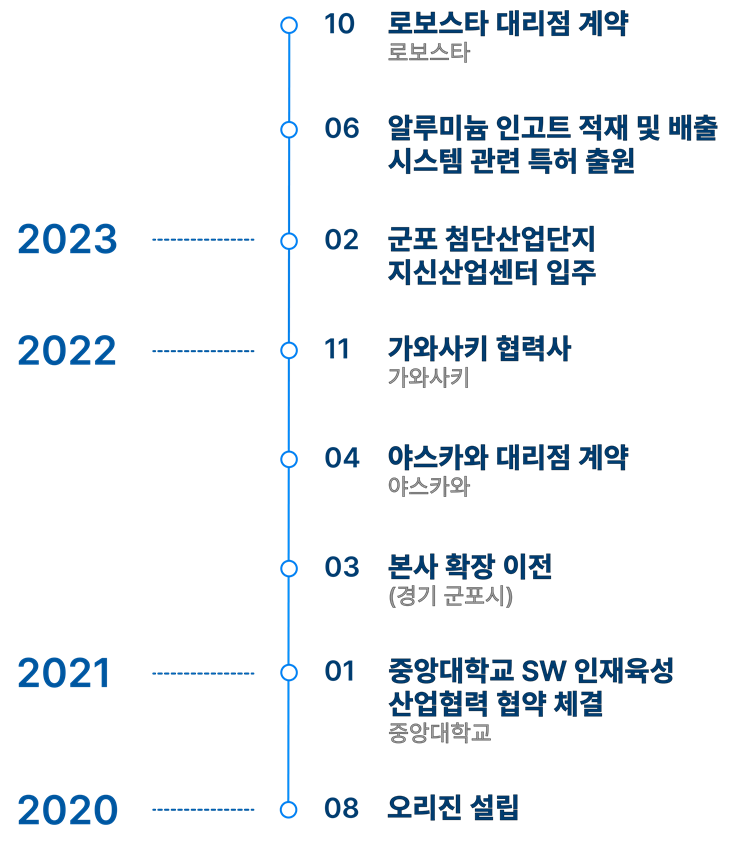 10 로보스타 대리점 계약
로보스타
06 알루미늄 인고트 적재 및 배출
시스템 관련 특허 출원
2023 02 군포 첨단산업단지
지신산업센터 입주
2022 11 가와사키 협력사
가와사키
04 야스카와 대리점 계약
야스카와
03 본사 확장 이전
(경기 군포시)
2021 01 중앙대학교 SW 인재육성
산업협력 협약 체결
중앙대학교
2020 08 오리진 설립